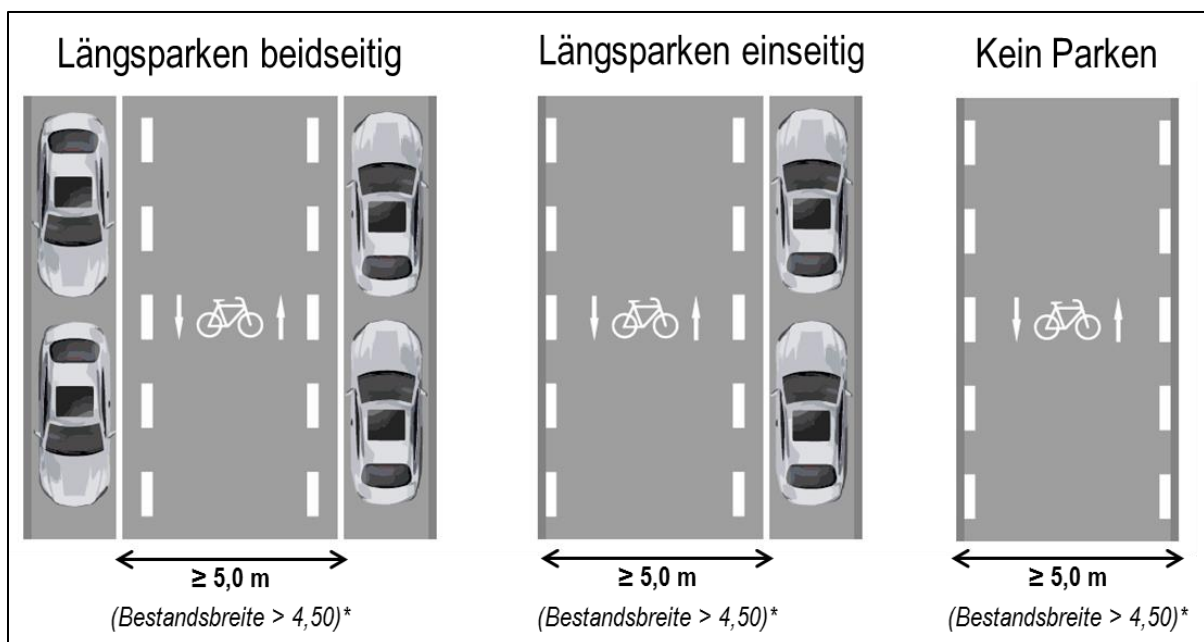 Längsparken beidseitig
Längsparken einseitig
Kein Parken
≥ 5,0 m
(Bestandsbreite > 4,50)*
≥ 5,0 m
(Bestandsbreite > 4,50)*
≥ 5,0 m
(Bestandsbreite > 4,50)*